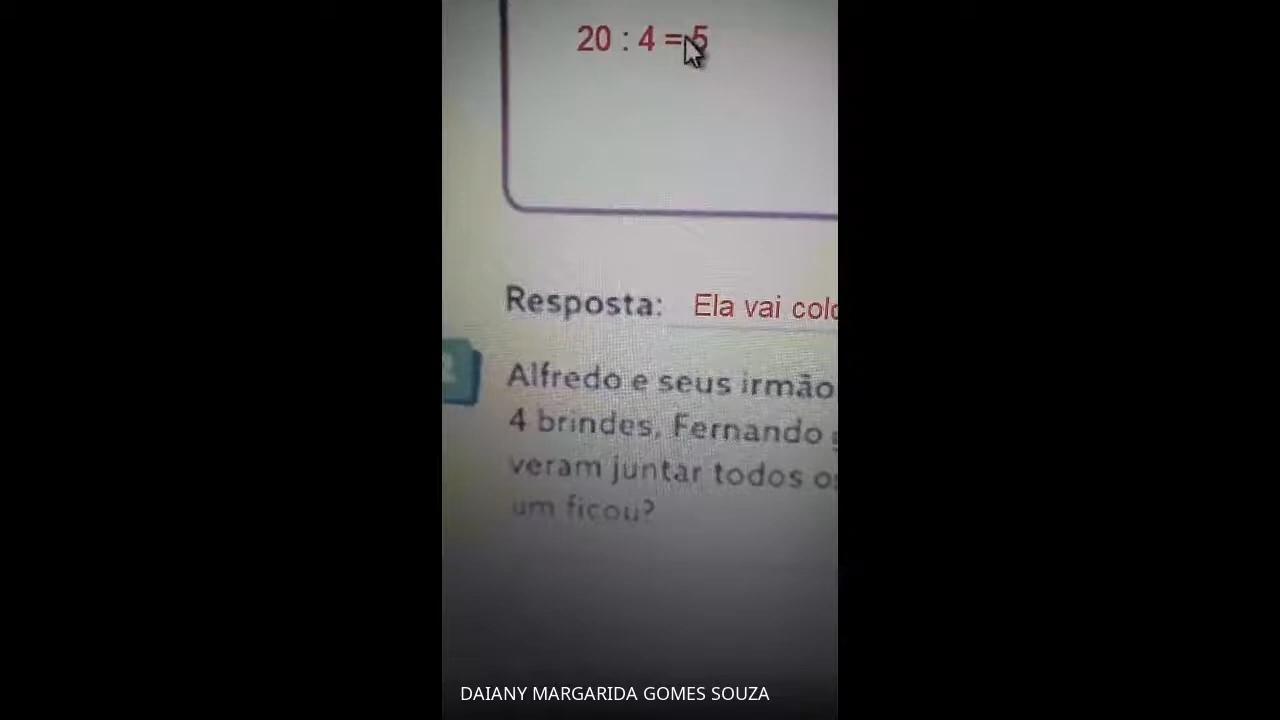 20 : 4 = 5
Resposta: Ela vai
Alfredo e seus irmão
4 brindes, Fernando
veram juntar todos
um ficou?
DAIANY MARGARIDA GOMES SOUZA